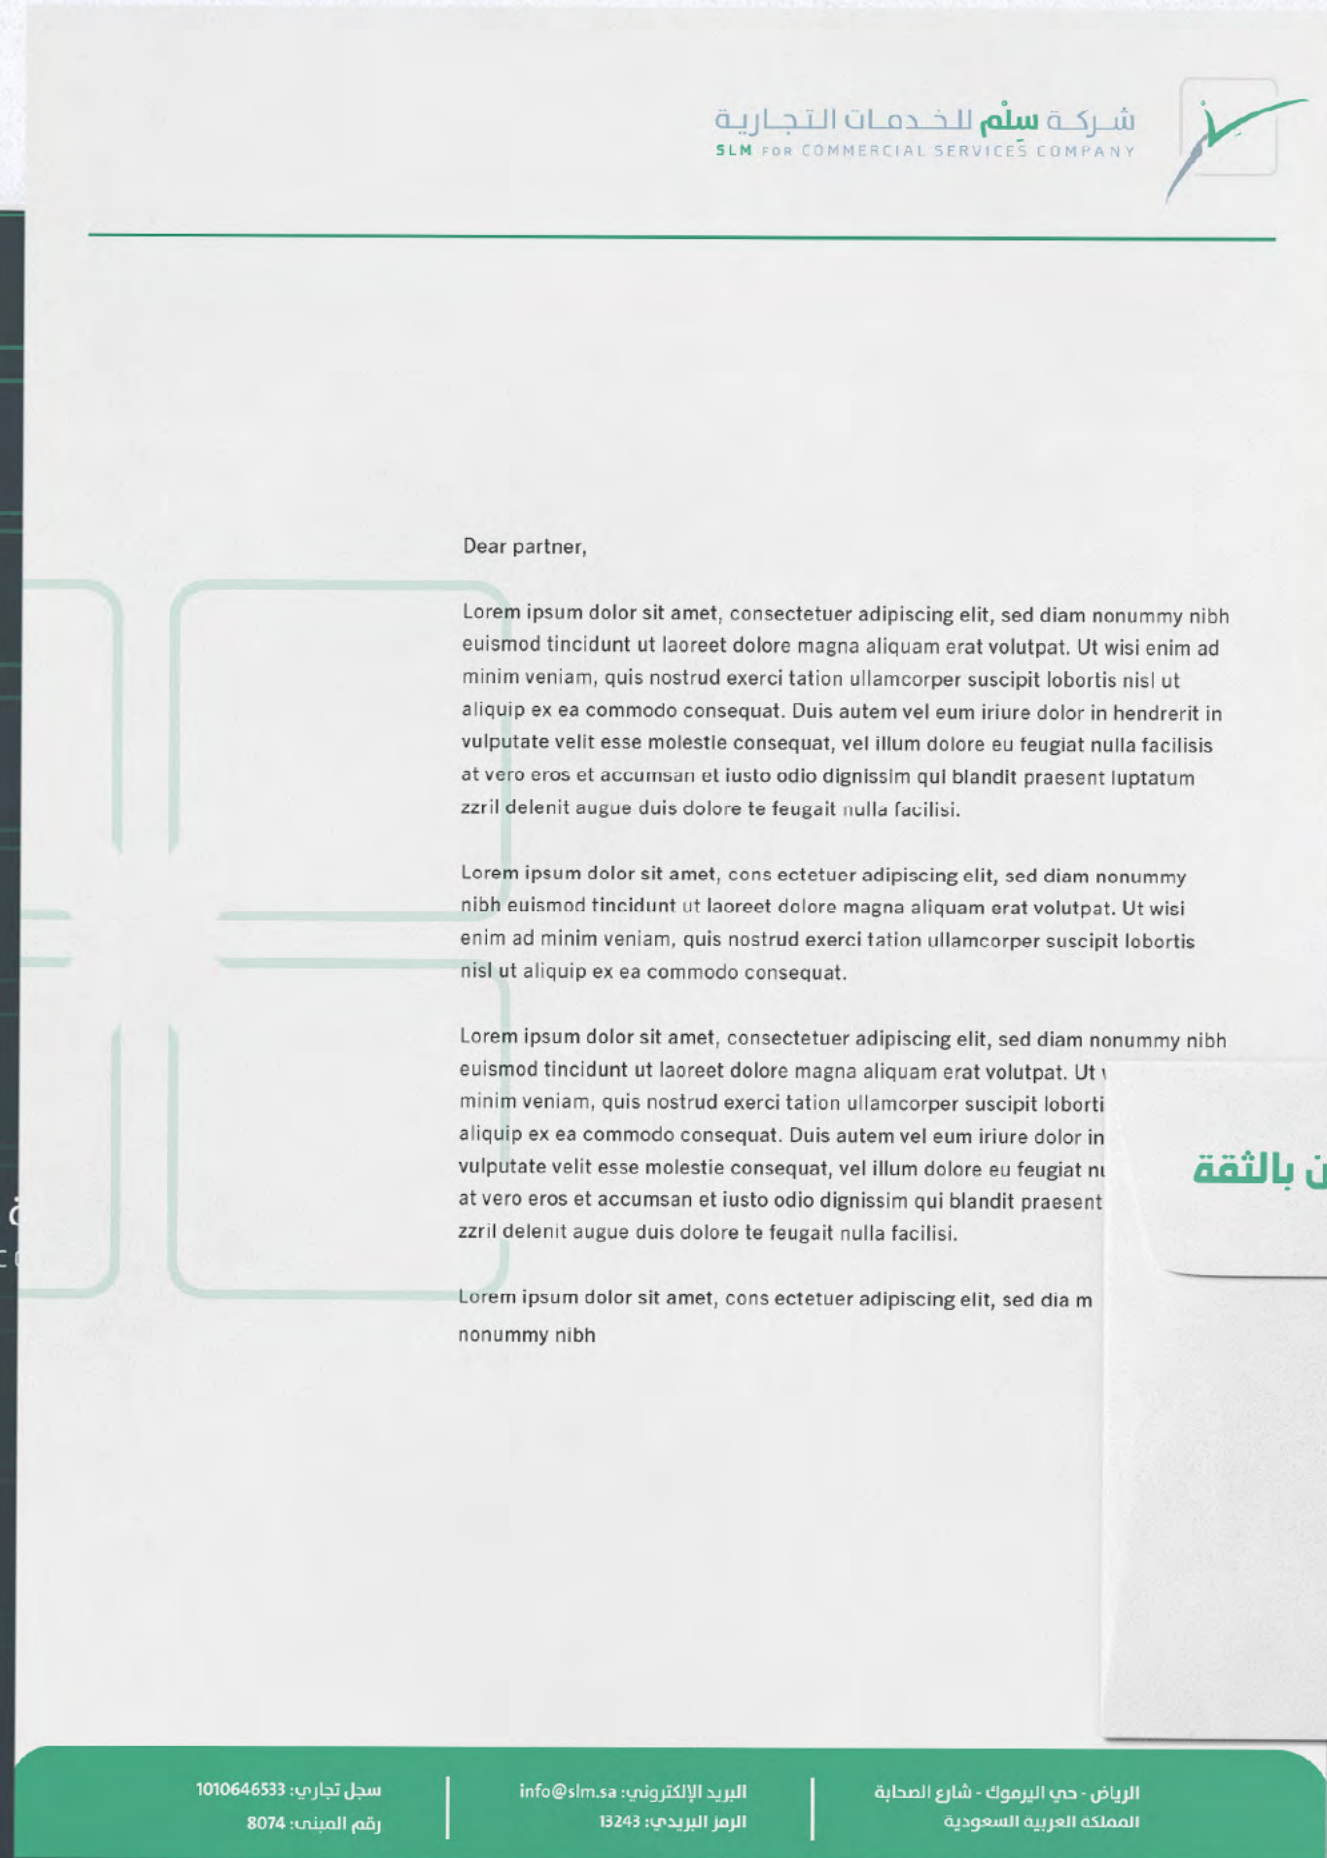 شركة سِلْم للخدمات التجارية
SLM FOR COMMERCIAL SERVICES COMPANY
Dear partner,
Lorem ipsum dolor sit amet, consectetuer adipiscing elit, sed diam nonummy nibh
euismod tincidunt ut laoreet dolore magna aliquam erat volutpat. Ut wisi enim ad
minim veniam, quis nostrud exerci tation ullamcorper suscipit lobortis nisl ut
aliquip ex ea commodo consequat. Duis autem vel eum iriure dolor in hendrerit in
vulputate velit esse molestie consequat, vel illum dolore eu feugiat nulla facilisis
at vero eros et accumsan et iusto odio dignissim qui blandit praesent luptatum
zzril delenit augue duis dolore te feugait nulla facilisi.
Lorem ipsum dolor sit amet, cons ectetuer adipiscing elit, sed diam nonummy
nibh euismod tincidunt ut laoreet dolore magna aliquam erat volutpat. Ut wisi
enim ad minim veniam, quis nostrud exerci tation ullamcorper suscipit lobortis
nisl ut aliquip ex ea commodo consequat.
Lorem ipsum dolor sit amet, consectetuer adipiscing elit, sed diam nonummy nibh
euismod tincidunt ut laoreet dolore magna aliquam erat volutpat. Ut
minim veniam, quis nostrud exerci tation ullamcorper suscipit loborti
aliquip ex ea commodo consequat. Duis autem vel eum iriure dolor in
vulputate velit esse molestie consequat, vel illum dolore eu feugiat
at vero eros et accumsan et iusto odio dignissim qui blandit praesent
zzril delenit augue duis dolore te feugait nulla facilisi.
Lorem ipsum dolor sit amet, cons ectetuer adipiscing elit, sed dia m
nonummy nibh
بالثقة
الرياض - حي اليرموك - شارع الصحابة
المملكة العربية السعودية
البريد الإلكتروني: info@slm.sa
الرمز البريدي: 13243
سجل تجاري: 1010646533
رقم المبنى: 8074